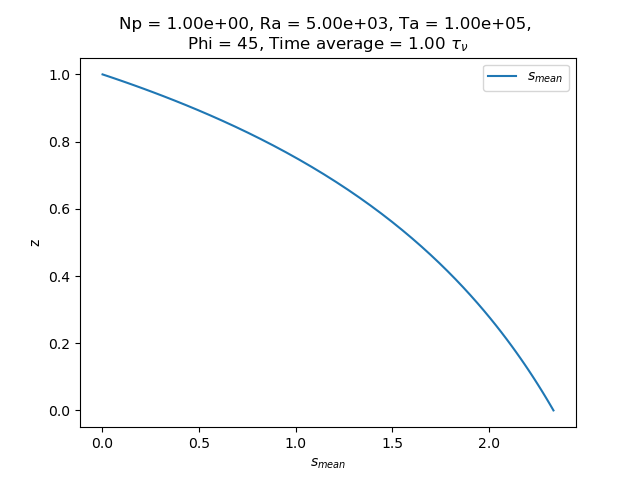 Np = 1.00e+00, Ra = 5.00e+03, Ta = 1.00e+05,
Phi = 45, Time average = 1.00 τν
smean
1.0
0.8
0.6
z
0.4
0.2
0.0
0.0 0.5 1.0 1.5 2.0
smean